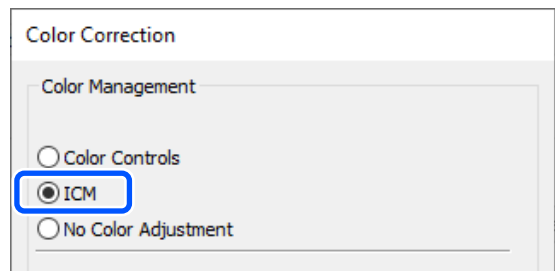 Color Correction
Color Management
Color Controls
ICM
No Color Adjustment